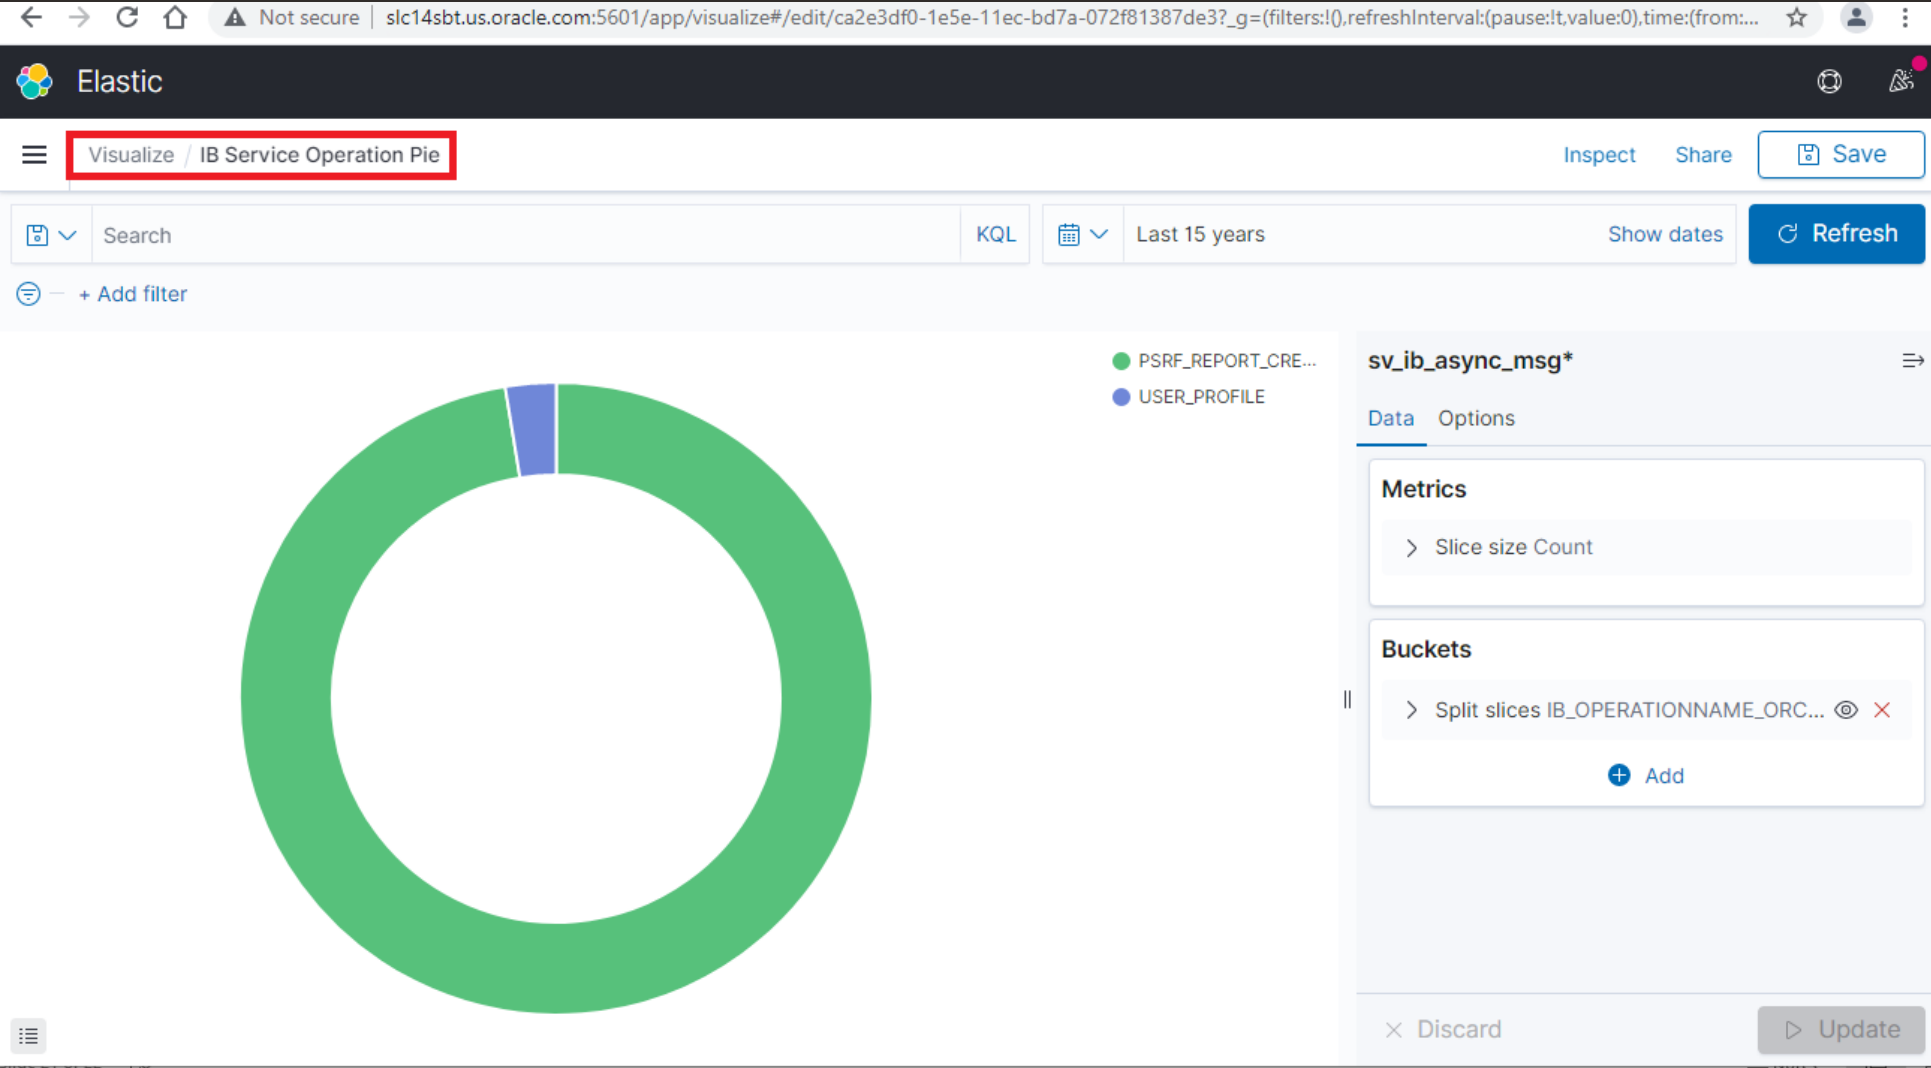 Not secure | slc14sbt.us.oracle.com:5601/app/visualize#/edit/ca2e3df0-1e5e-11ec-bd7a-072f81387de3?_g=(filters:!(),refreshInterval:(pause:!t,value:0),time:(from:...
Elastic
Visualize / IB Service Operation Pie
Inspect Share Save
Search KQL Last 15 years Show dates Refresh
+ Add filter
PSRF_REPORT_CRE...
USER_PROFILE
sv_ib_async_msg*
Data Options
Metrics
Slice size Count
Buckets
Split slices IB_OPERATIONNAME_ORC...
Add
Discard Update